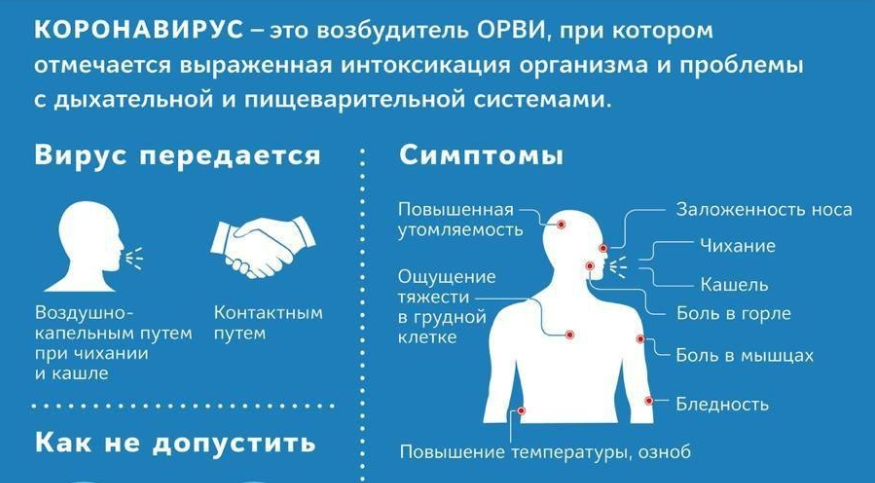 КОРОНАВИРУС – это возбудитель ОРВИ, при котором
отмечается выраженная интоксикация организма и проблемы
с дыхательной и пищеварительной системами.
Вирус передается
Воздушно-
капельным путем
при чихании
и кашле
Контактным
путем
Как не допустить
Симптомы
Повышенная
утомляемость
Ощущение
тяжести
в грудной
клетке
Заложенность носа
Чихание
Кашель
Боль в горле
Боль в мышцах
Бледность
Повышение температуры, озноб